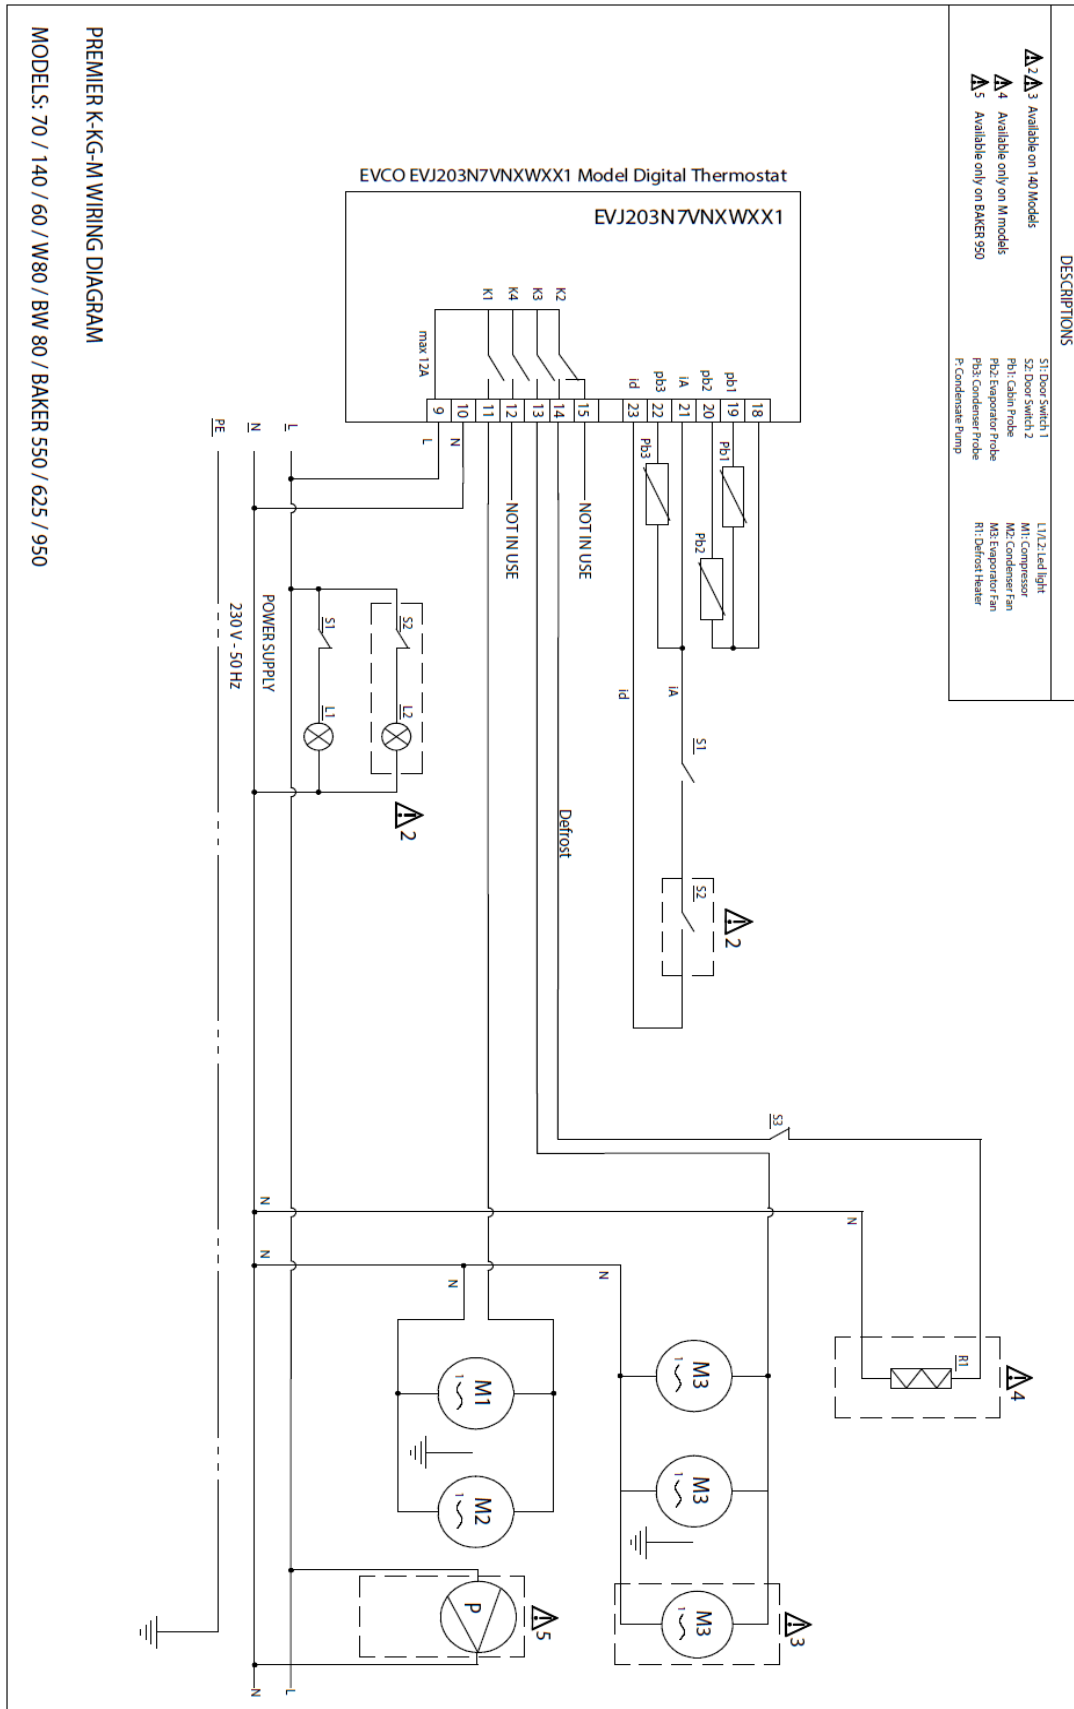 DESCRIPTIONS
2 3 Available on 140 Models
4 Available only on M models
5 Available only on BAKER 950
S1: Door Switch 1
S2: Door Switch 2
Pb1: Cabin Probe
Pb2: Evaporator Probe
Pb3: Condenser Probe
P: Condensate Pump
L1/L2: Led light
M1: Compressor
M2: Condenser Fan
M3: Evaporator Fan
R1: Defrost Heater
EVCO EVJ203N7VNXWXX1 Model Digital Thermostat
EVJ203N7VNXWXX1
K1
K4
K3
K2
max 12A
id
pb3
iA
pb2
pb1
9
10
11
12
13
14
15
23
22
21
20
19
18
L
N
NOT IN USE
NOT IN USE
Pb3
Pb1
Pb2
PE
N
L
POWER SUPPLY
230 V - 50 Hz
S1
L1
S2
L2
2
id
iA
S1
S2
2
Defrost
S3
N
N
N
N
N
R1
4
M1
1
M2
1
M3
1
M3
1
M3
1
3
P
5
N
L
PREMIER K-KG-M WIRING DIAGRAM
MODELS: 70 / 140 / 60 / W80 / BW 80 / BAKER 550 / 625 / 950